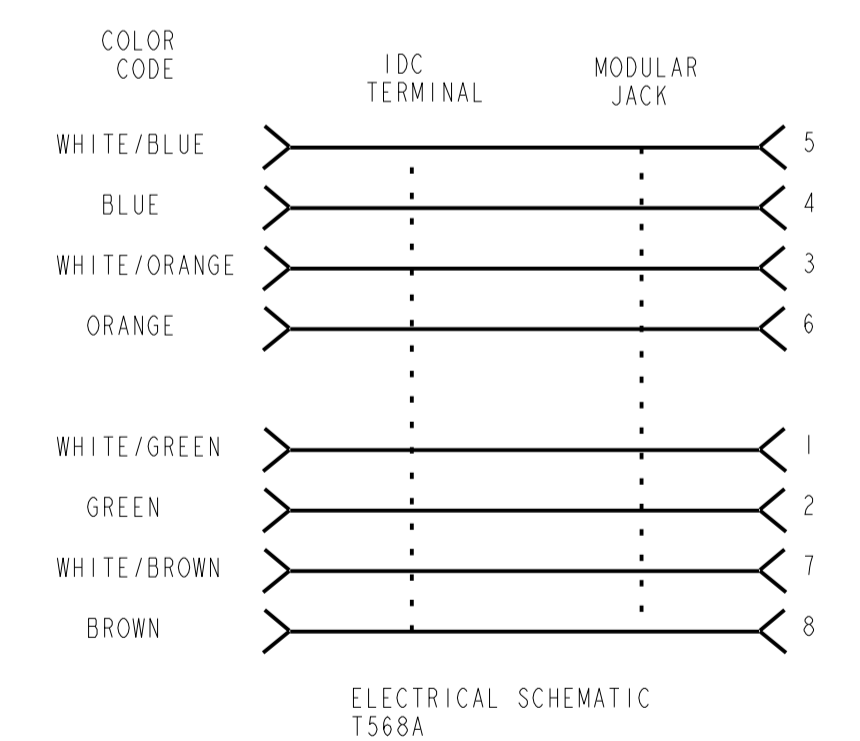 COLOR
CODE
IDC
TERMINAL
MODULAR
JACK
WHITE/BLUE 5
BLUE 4
WHITE/ORANGE 3
ORANGE 6
WHITE/GREEN 1
GREEN 2
WHITE/BROWN 7
BROWN 8
ELECTRICAL SCHEMATIC
T568A